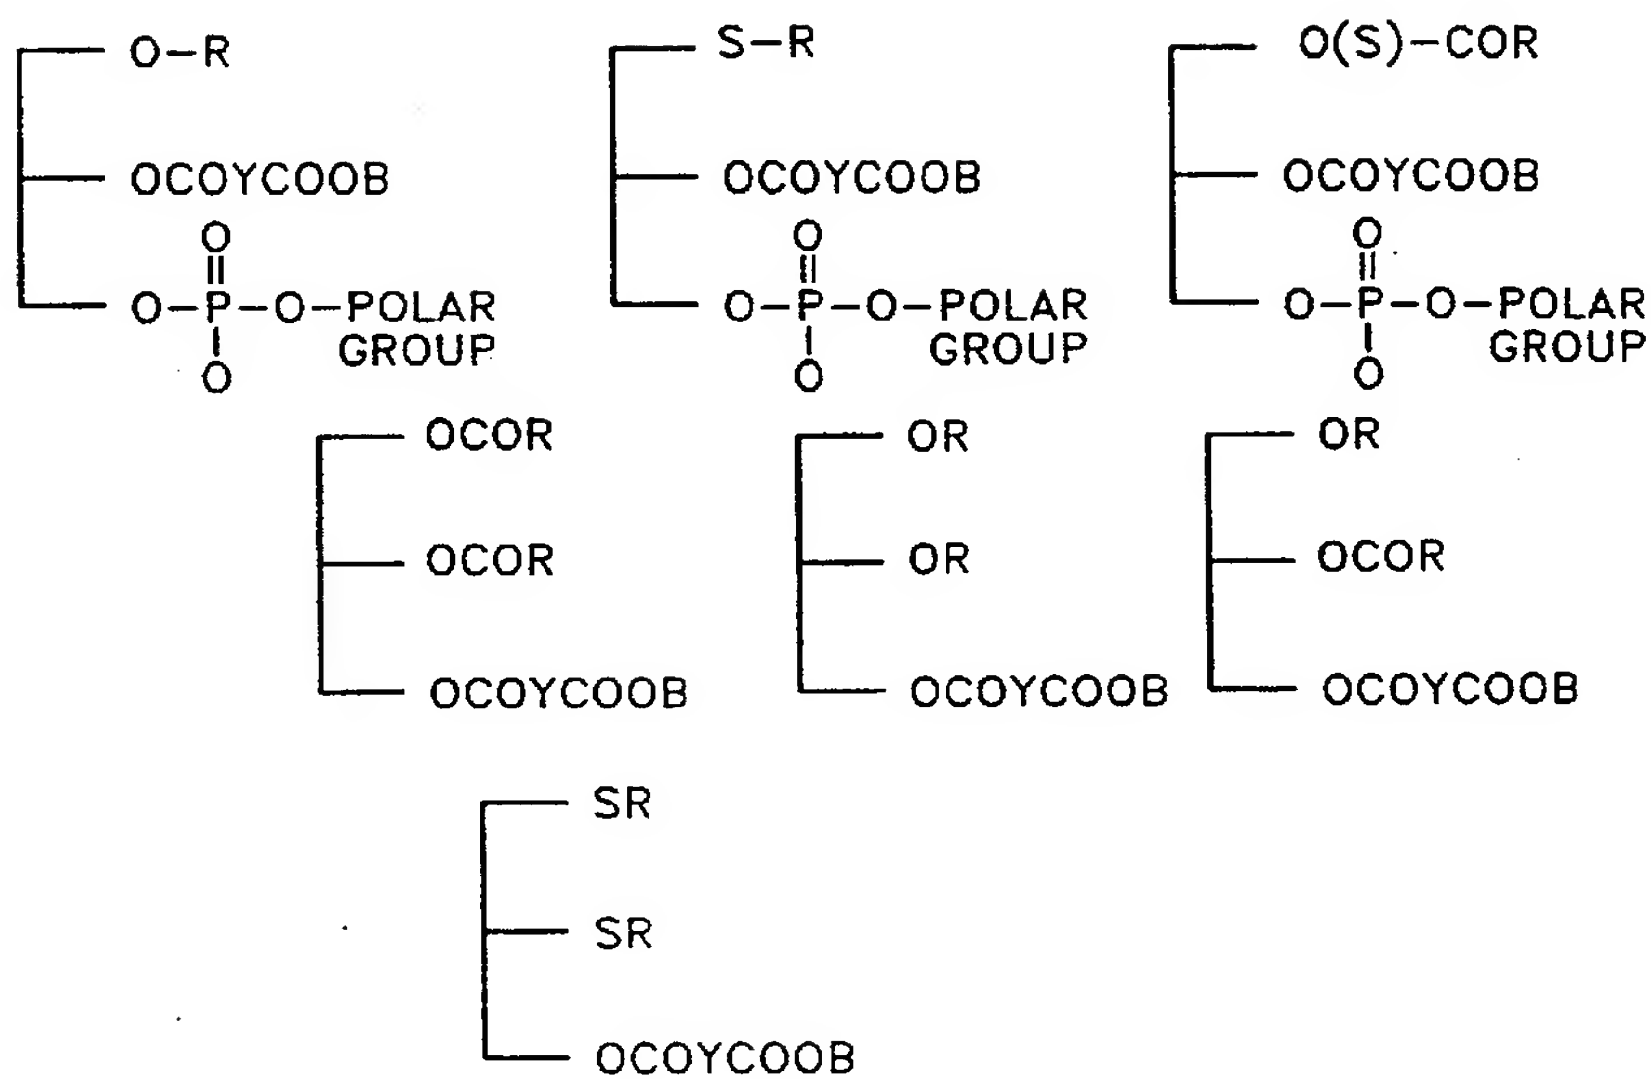 O-R S-R O(S)-COR
OCOYCOOB OCOYCOOB OCOYCOOB
O O O
O-P-O-POLAR O-P-O-POLAR O-P-O-POLAR
GROUP GROUP GROUP
O O O
OCOR OR OR
OCOR OR OCOR
OCOYCOOB OCOYCOOB OCOYCOOB
SR
SR
OCOYCOOB